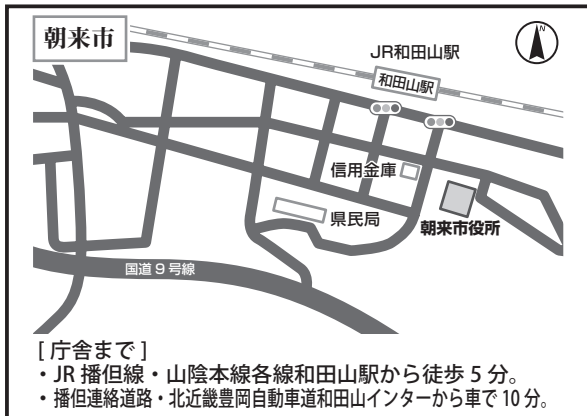 朝来市
N
JR和田山駅
和田山駅
信用金庫
県民局
朝来市役所
国道9号線
[ 庁舎まで ]
・JR 播但線・山陰本線各線和田山駅から徒歩 5 分。
・播但連絡道路・北近畿豊岡自動車道和田山インターから車で 10 分。